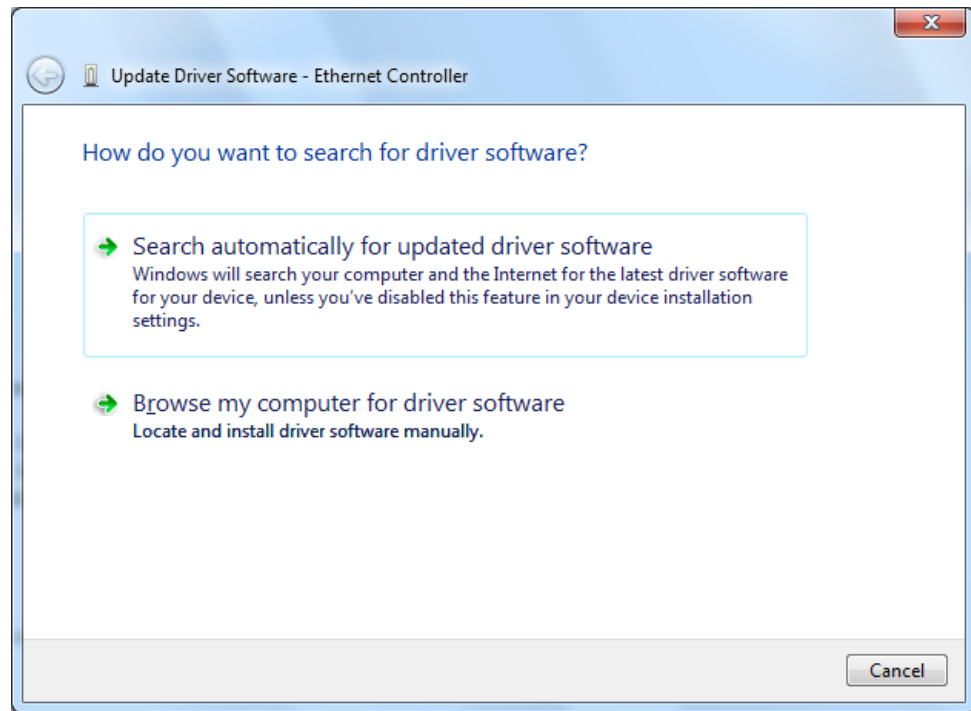 Update Driver Software - Ethernet Controller
How do you want to search for driver software?
Search automatically for updated driver software
Windows will search your computer and the Internet for the latest driver software
for your device, unless you've disabled this feature in your device installation
settings.
Browse my computer for driver software
Locate and install driver software manually.
Cancel